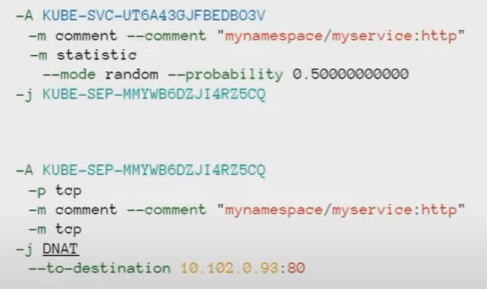 -A KUBE-SVC-UT6A43GJFBEDBO3V
-m comment --comment "mynamespace/myservice:http"
-m statistic
--mode random --probability 0.50000000000
-j KUBE-SEP-MMYWB6DZJI4RZ5CQ
-A KUBE-SEP-MMYWB6DZJI4RZ5CQ
-p tcp
-m comment --comment "mynamespace/myservice:http"
-m tcp
-j DNAT
--to-destination 10.102.0.93:80